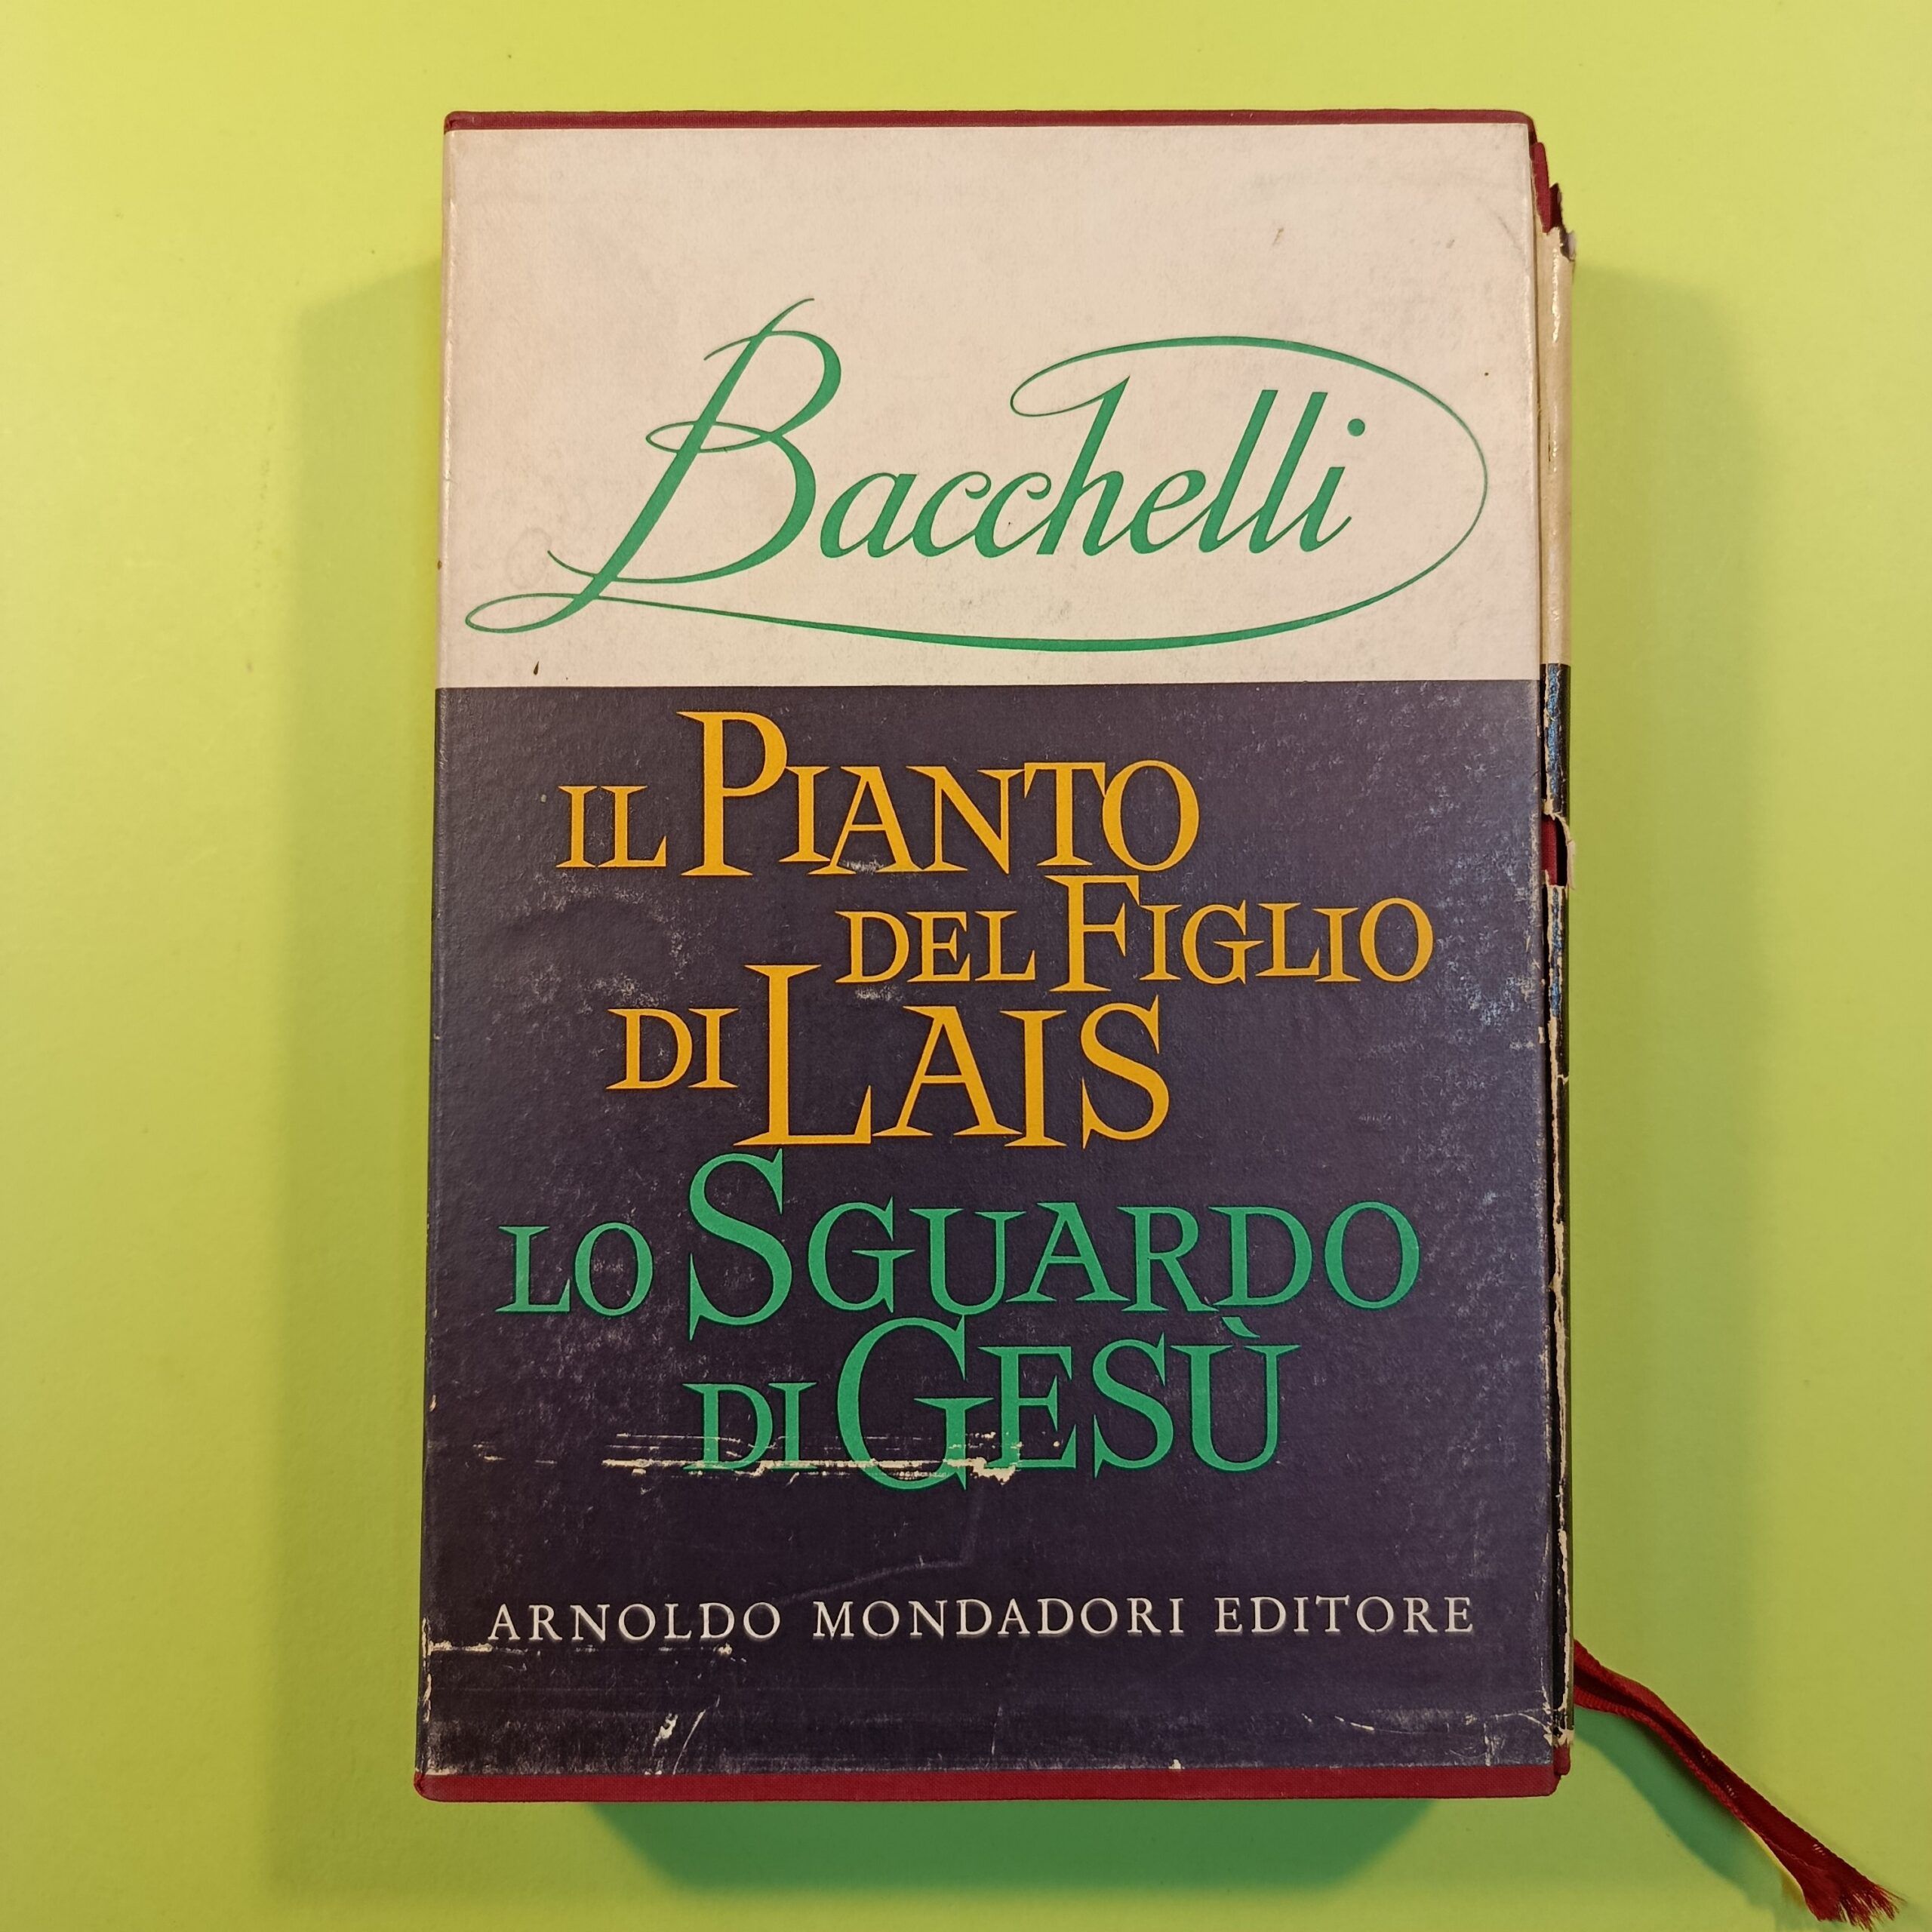 Bacchelli
IL PIANTO
DEL FIGLIO
DI LAIS
LO SGUARDO
DI GESÙ
ARNOLDO MONDADORI EDITORE